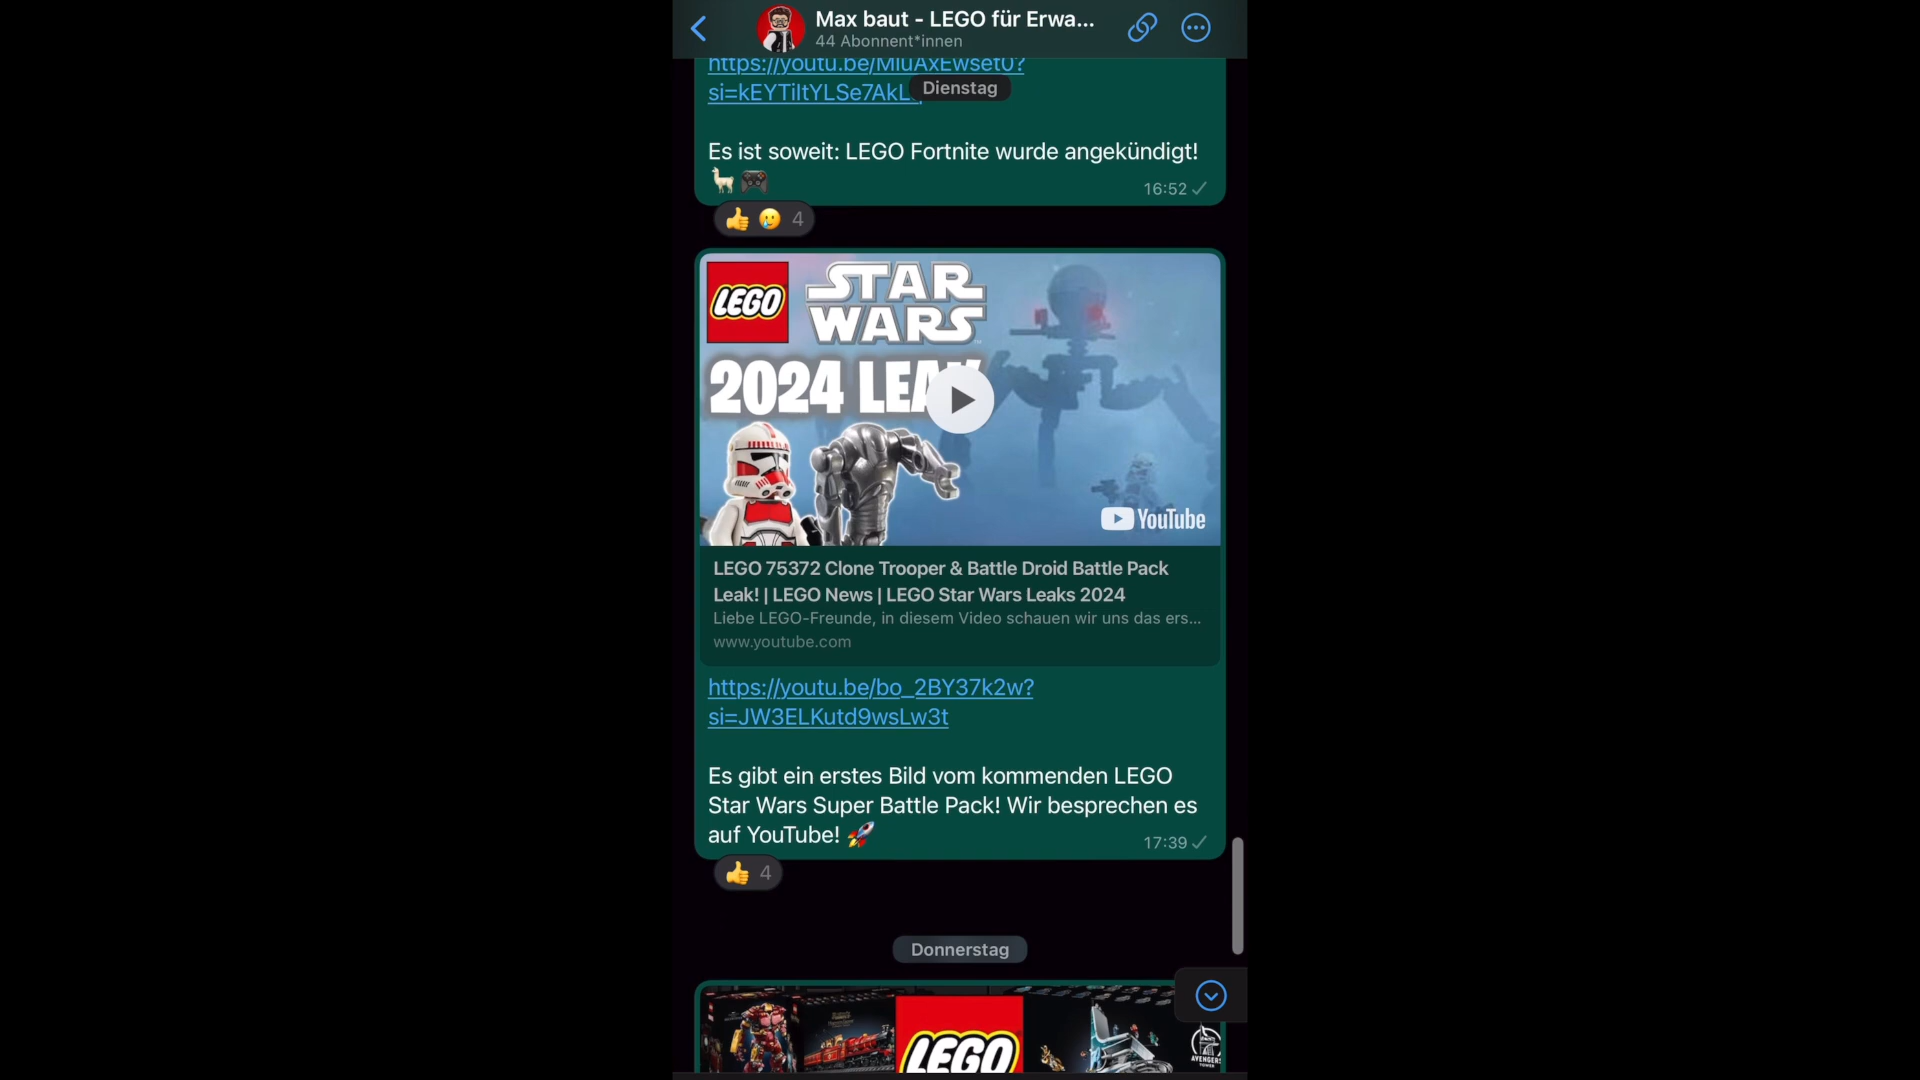 Max baut - LEGO für Erwa...
44 Abonnent*innen
https://youtu.be/MluAxEwset0?
si=kEYTiltYLSe7AkL
Dienstag
Es ist soweit: LEGO Fortnite wurde angekündigt!
🦙🎮
16:52
👍🥲 4
LEGO
STAR
WARS
2024 LEAK
YouTube
LEGO 75372 Clone Trooper & Battle Droid Battle Pack
Leak! | LEGO News | LEGO Star Wars Leaks 2024
Liebe LEGO-Freunde, in diesem Video schauen wir uns das ers...
www.youtube.com
https://youtu.be/bo_2BY37k2w?
si=JW3ELKutd9wsLw3t
Es gibt ein erstes Bild vom kommenden LEGO
Star Wars Super Battle Pack! Wir besprechen es
auf YouTube! 🚀
17:39
👍 4
Donnerstag
LEGO
AVENGERS
TOWER